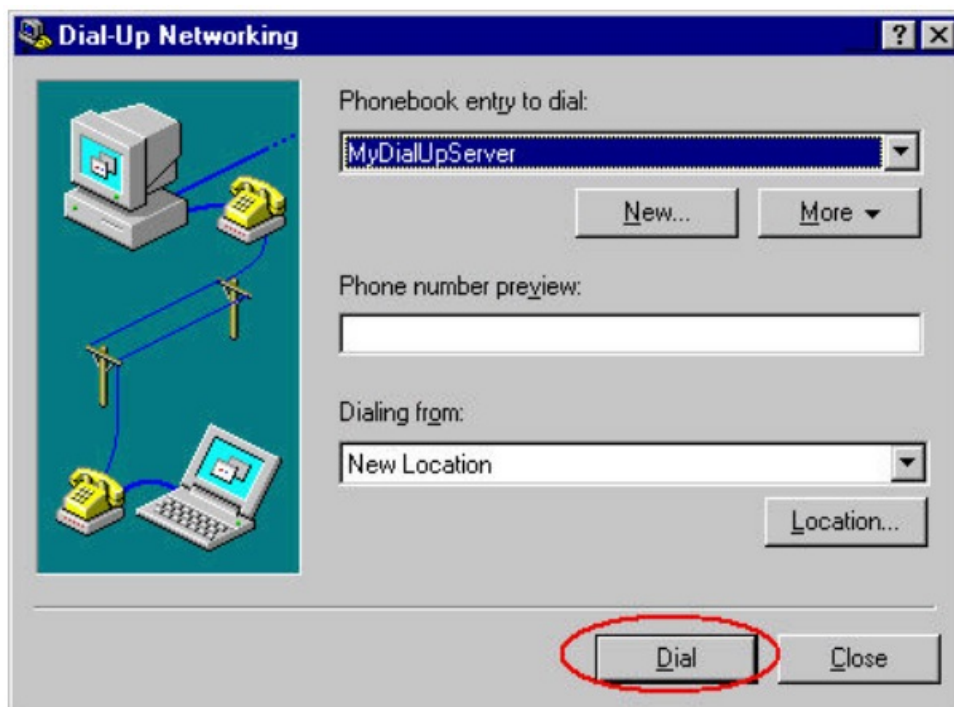 Dial-Up Networking
Phonebook entry to dial:
MyDialUpServer
New... More
Phone number preview:
Dialing from:
New Location
Location...
Dial Close